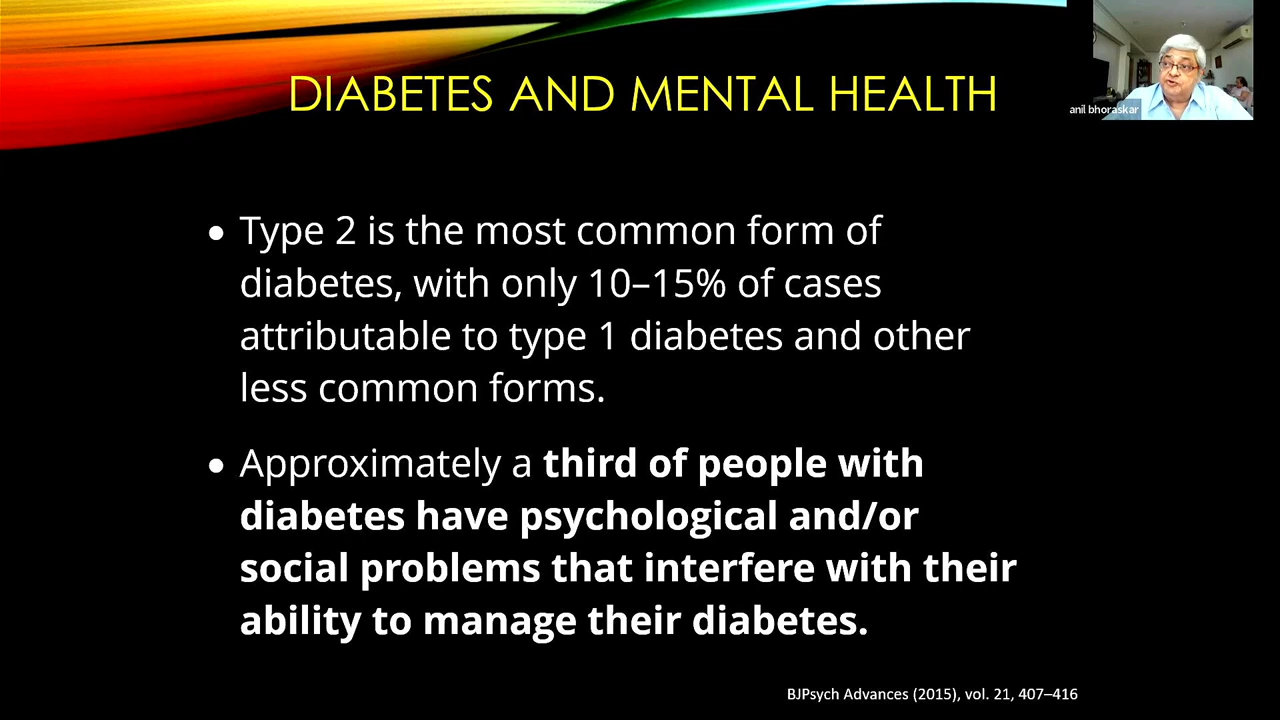 DIABETES AND MENTAL HEALTH
anil bhoraskar
• Type 2 is the most common form of
diabetes, with only 10–15% of cases
attributable to type 1 diabetes and other
less common forms.
• Approximately a third of people with
diabetes have psychological and/or
social problems that interfere with their
ability to manage their diabetes.
BJPsych Advances (2015), vol. 21, 407–416